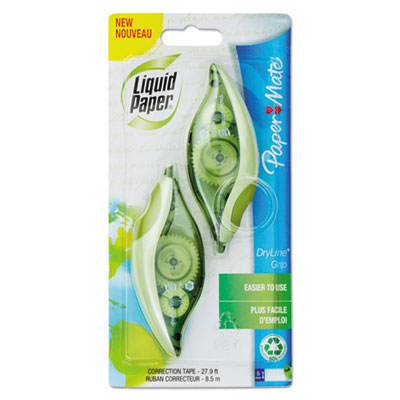 NEW
NOUVEAU
Liquid
Paper®
Paper Mate
DryLine®
Grip
EASIER TO USE
PLUS FACILE
D'EMPLOI
CORRECTION TAPE - 27.9 ft
RUBAN CORRECTEUR - 8.5 m